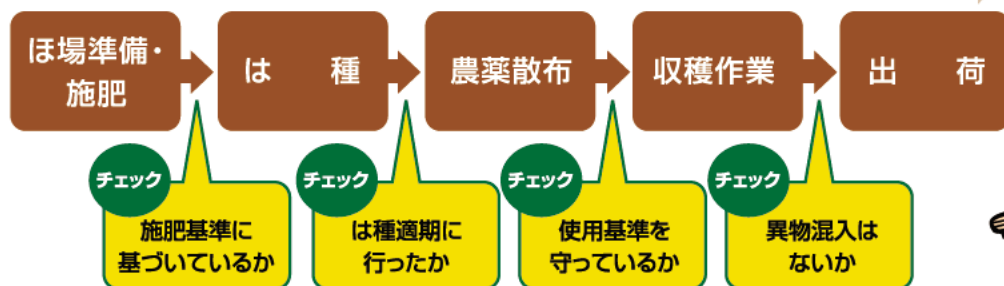 ほ場準備・
施肥
は 種
農薬散布
収穫作業
出 荷
チェック
施肥基準に
基づいているか
チェック
は種適期に
行ったか
チェック
使用基準を
守っているか
チェック
異物混入は
ないか